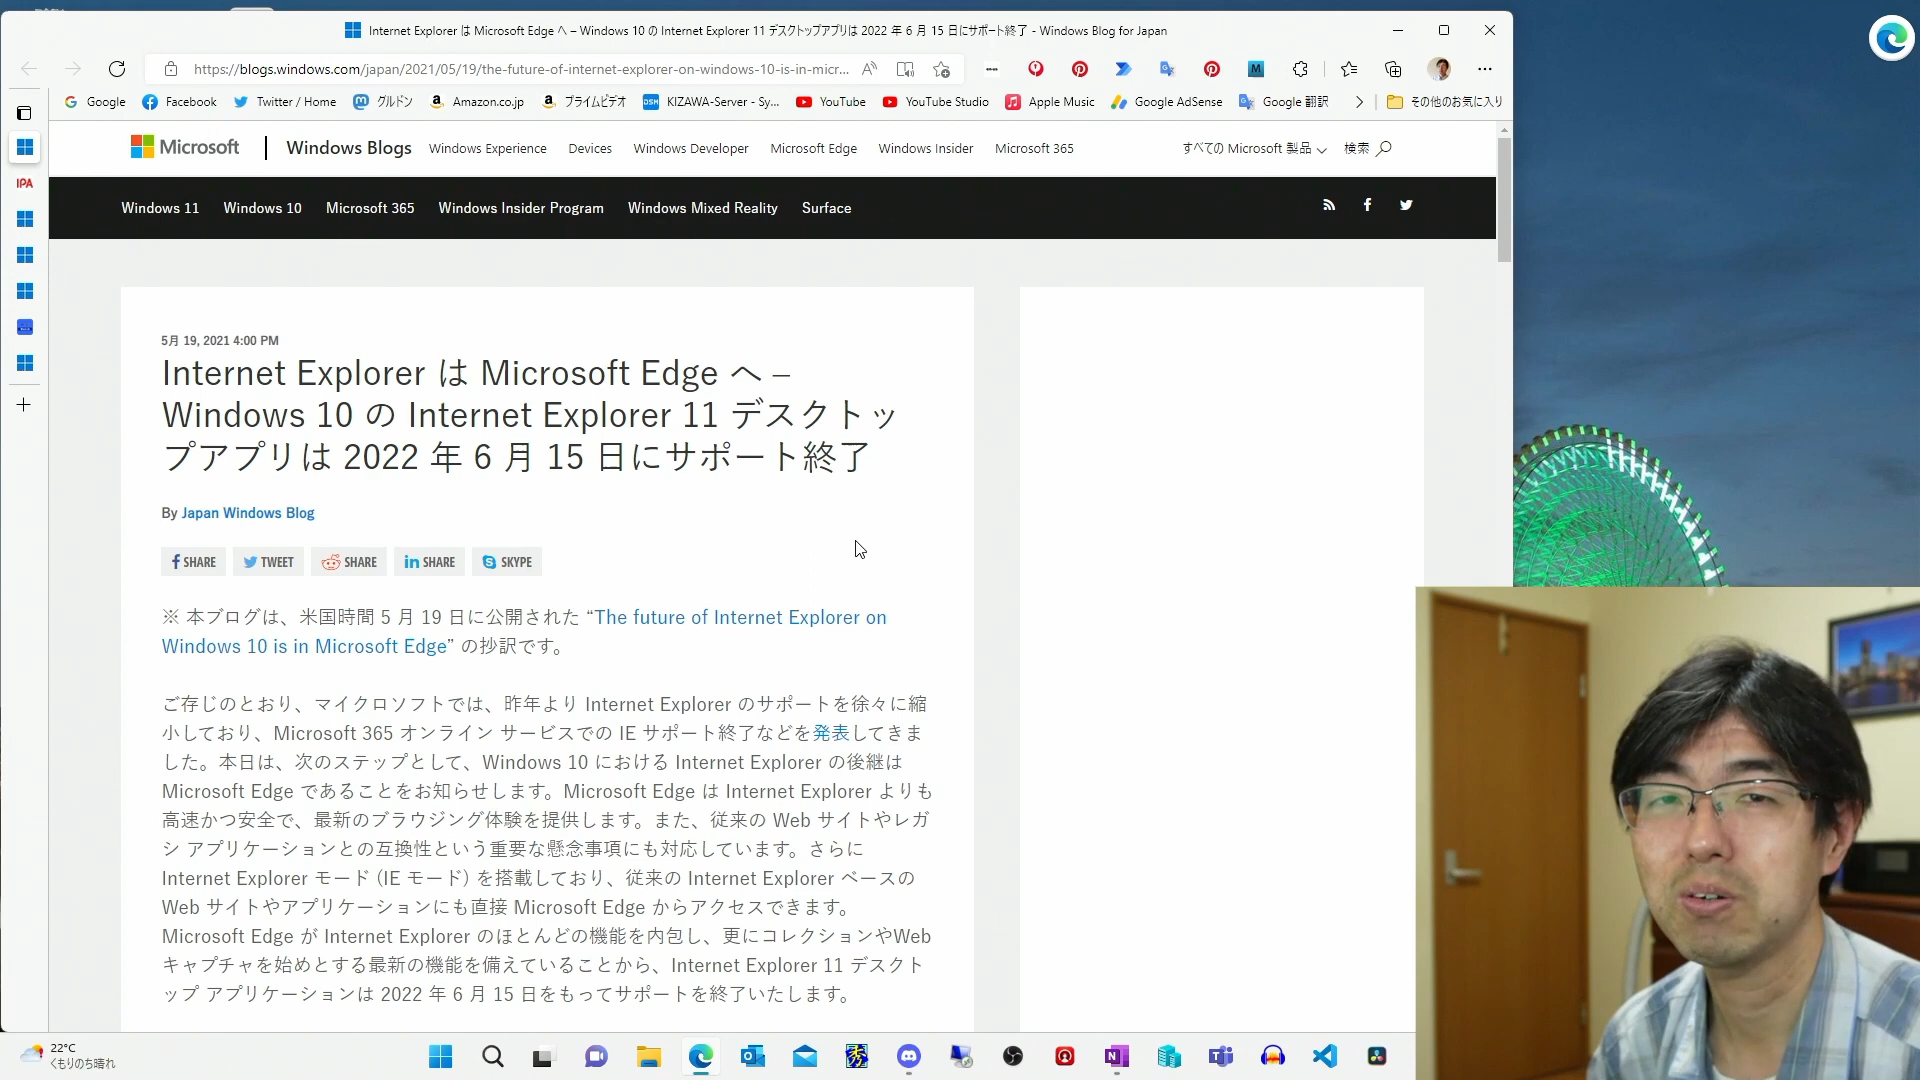 Internet Explorer は Microsoft Edge へ – Windows 10 の Internet Explorer 11 デスクトップアプリは 2022 年 6 月 15 日にサポート終了 - Windows Blog for Japan
https://blogs.windows.com/japan/2021/05/19/the-future-of-internet-explorer-on-windows-10-is-in-micr...
Google Facebook Twitter / Home グルドン Amazon.co.jp プライムビデオ KIZAWA-Server - Sy... YouTube YouTube Studio Apple Music Google AdSense Google 翻訳 その他のお気に入り
IPA
Microsoft Windows Blogs Windows Experience Devices Windows Developer Microsoft Edge Windows Insider Microsoft 365 すべての Microsoft 製品 検索
Windows 11 Windows 10 Microsoft 365 Windows Insider Program Windows Mixed Reality Surface
5月 19, 2021 4:00 PM
Internet Explorer は Microsoft Edge へ –
Windows 10 の Internet Explorer 11 デスクトッ
プアプリは 2022 年 6 月 15 日にサポート終了
By Japan Windows Blog
SHARE TWEET SHARE SHARE SKYPE
※ 本ブログは、米国時間 5 月 19 日に公開された “The future of Internet Explorer on
Windows 10 is in Microsoft Edge” の抄訳です。
ご存じのとおり、マイクロソフトでは、昨年より Internet Explorer のサポートを徐々に縮
小しており、Microsoft 365 オンライン サービスでの IE サポート終了などを発表してきま
した。本日は、次のステップとして、Windows 10 における Internet Explorer の後継は
Microsoft Edge であることをお知らせします。Microsoft Edge は Internet Explorer よりも
高速かつ安全で、最新のブラウジング体験を提供します。また、従来の Web サイトやレガ
シ アプリケーションとの互換性という重要な懸念事項にも対応しています。さらに
Internet Explorer モード (IE モード) を搭載しており、従来の Internet Explorer ベースの
Web サイトやアプリケーションにも直接 Microsoft Edge からアクセスできます。
Microsoft Edge が Internet Explorer のほとんどの機能を内包し、更にコレクションやWeb
キャプチャを始めとする最新の機能を備えていることから、Internet Explorer 11 デスクト
ップ アプリケーションは 2022 年 6 月 15 日をもってサポートを終了いたします。
22°C
くもりのち晴れ
秀